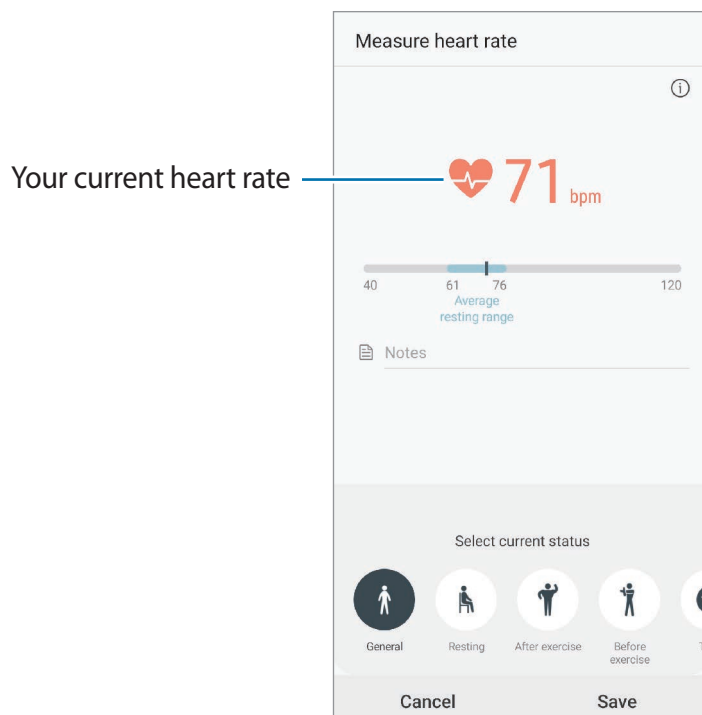 Measure heart rate
Your current heart rate
71 bpm
40 61 76 120
Average
resting range
Notes
Select current status
General Resting After exercise Before
exercise
Cancel Save